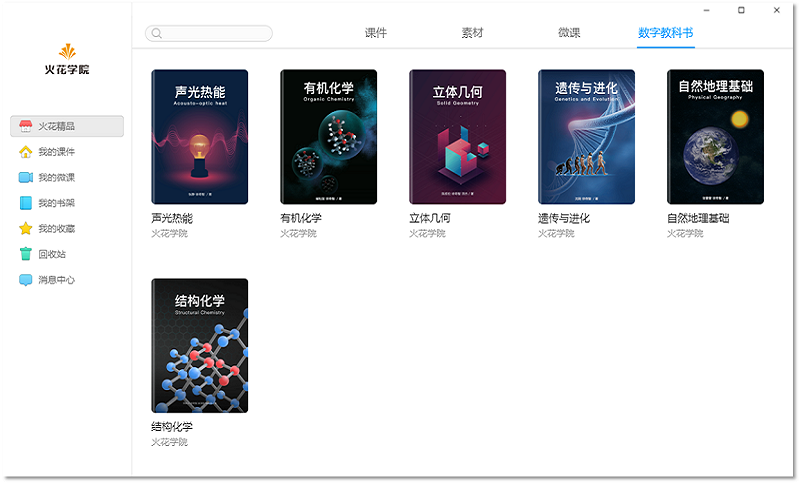 火花学院
火花精品
我的课件
我的微课
我的书架
我的收藏
回收站
消息中心
课件 素材 微课 数字教科书
声光热能
Acousto-optic heat
声光热能
火花学院
有机化学
Organic Chemistry
有机化学
火花学院
立体几何
Solid Geometry
立体几何
火花学院
遗传与进化
Genetics and Evolution
遗传与进化
火花学院
自然地理基础
Physical Geography
自然地理基础
火花学院
结构化学
Structural Chemistry
结构化学
火花学院